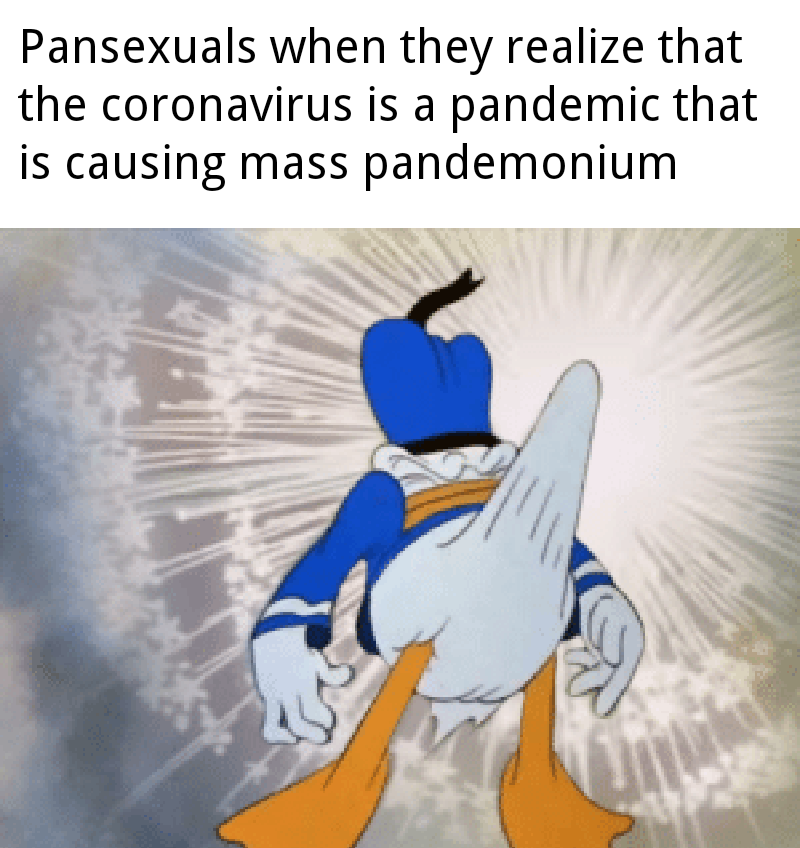 Pansexuals when they realize that
the coronavirus is a pandemic that
is causing mass pandemonium